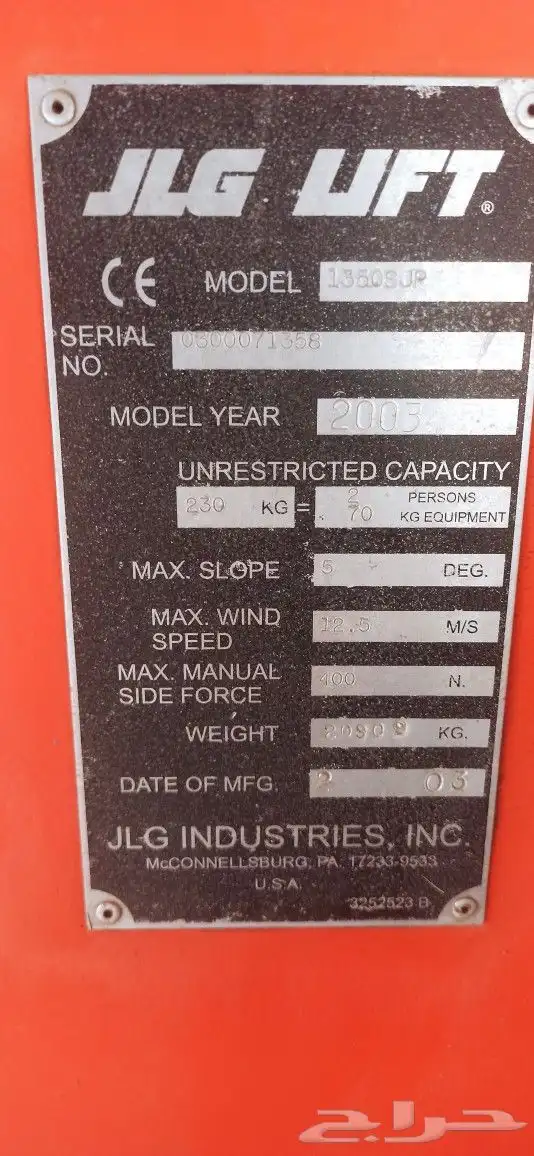 JLG LIFT®
CE MODEL 1350SJP
SERIAL NO. 0300071358
MODEL YEAR 2003
UNRESTRICTED CAPACITY
230 KG = 2 PERSONS
70 KG EQUIPMENT
MAX. SLOPE 5 DEG.
MAX. WIND SPEED 12.5 M/S
MAX. MANUAL SIDE FORCE 400 N.
WEIGHT KG.
DATE OF MFG. 2 03
JLG INDUSTRIES, INC.
McCONNELLSBURG, PA. 17233-9533
U.S.A.
3252523 B
حراج